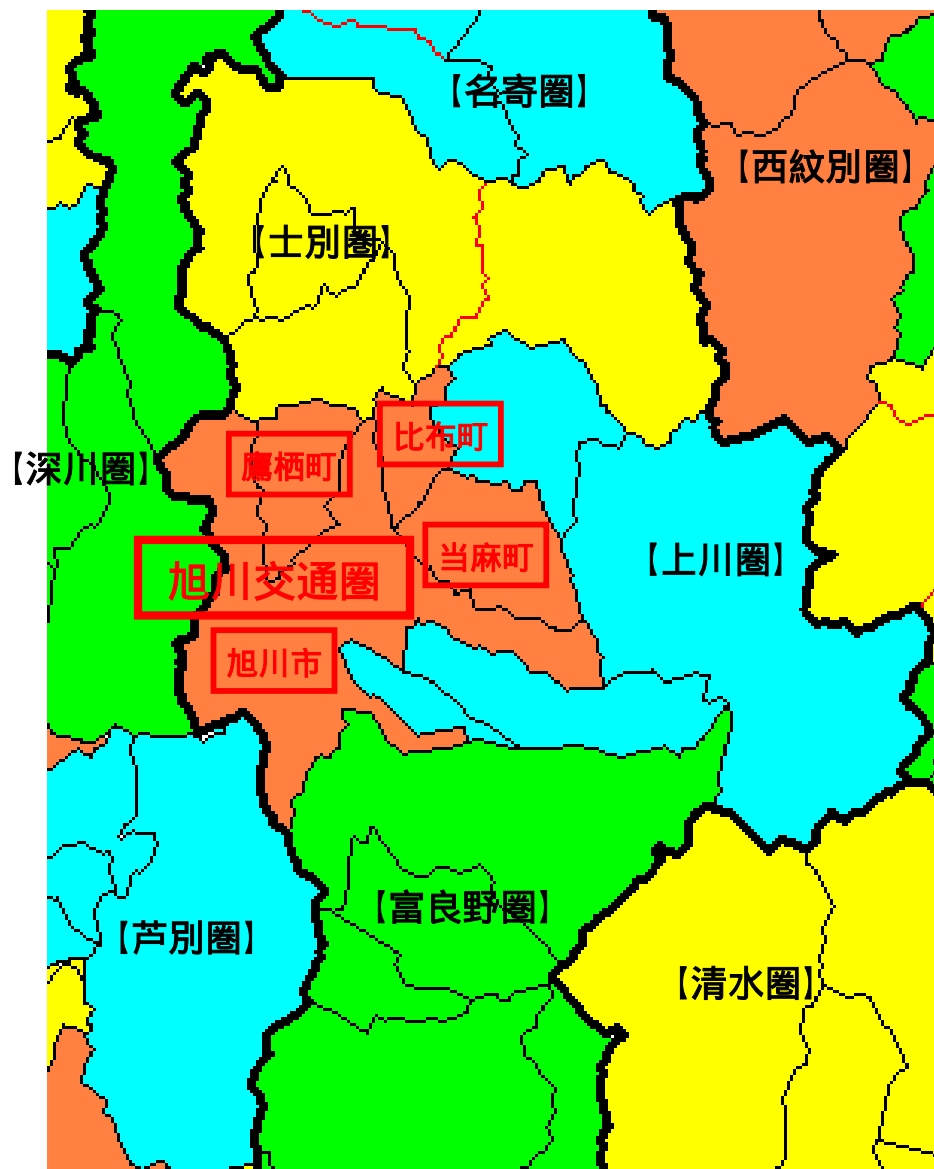 【名寄圏】
【西紋別圏】
【士別圏】
比布町
鷹栖町
【深川圏】
当麻町
【上川圏】
旭川交通圏
旭川市
【富良野圏】
【芦別圏】
【清水圏】